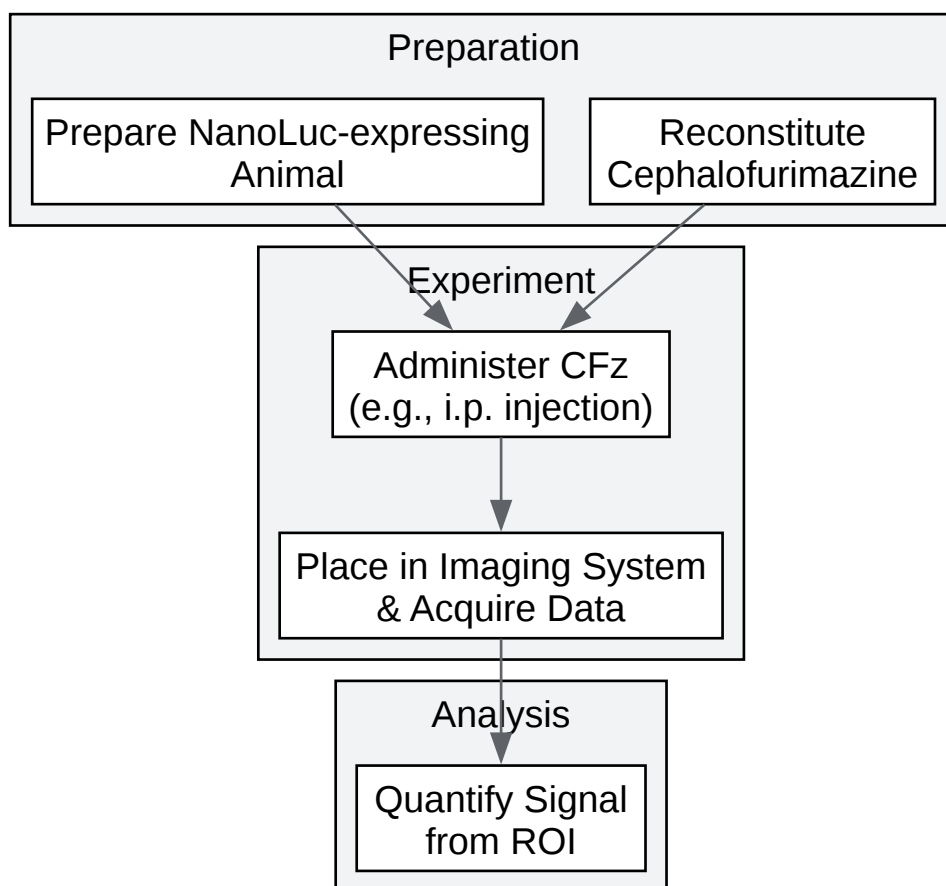 Preparation
Prepare NanoLuc-expressing
Animal
Reconstitute
Cephalofurimazine
Experiment
Administer CFz
(e.g., i.p. injection)
Place in Imaging System
& Acquire Data
Analysis
Quantify Signal
from ROI